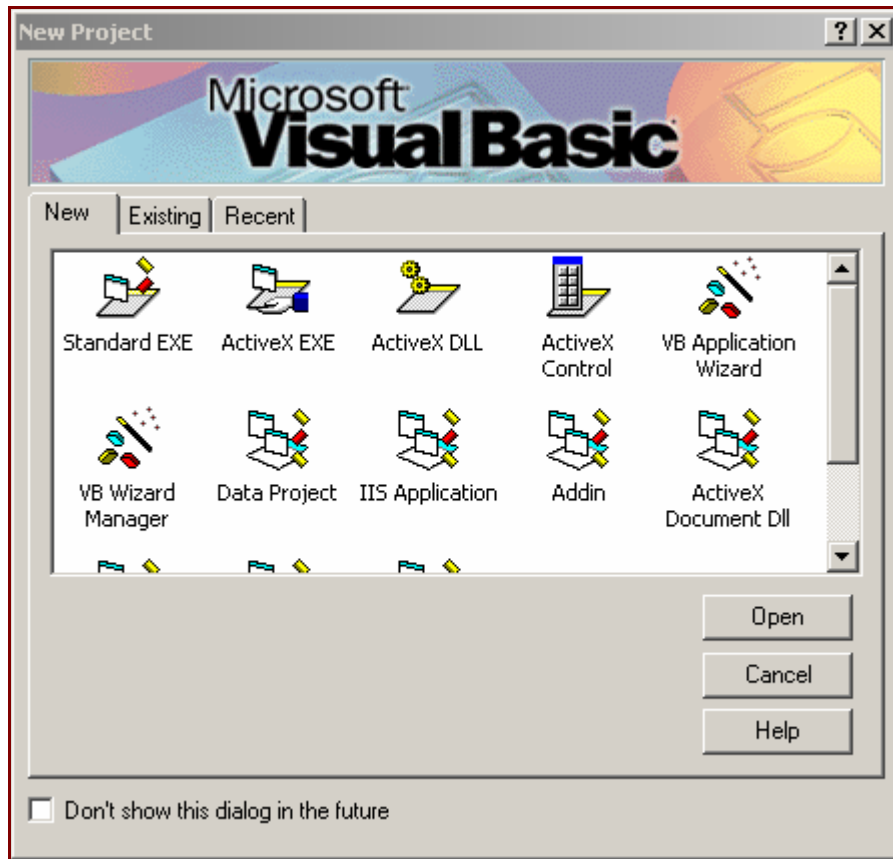 New Project
Microsoft
Visual Basic
New Existing Recent
Standard EXE ActiveX EXE ActiveX DLL ActiveX Control VB Application Wizard
VB Wizard Manager Data Project IIS Application Addin ActiveX Document Dll
Open
Cancel
Help
Don't show this dialog in the future